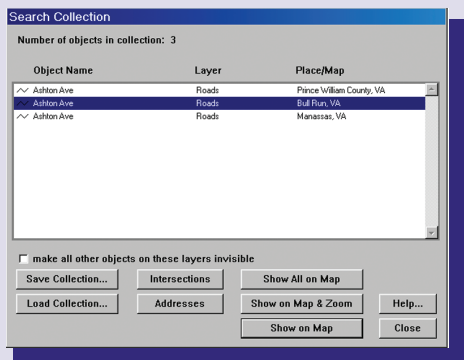 Search Collection
Number of objects in collection: 3
Object Name Layer Place/Map
Ashton Ave Roads Prince William County, VA
Ashton Ave Roads Bull Run, VA
Ashton Ave Roads Manassas, VA
make all other objects on these layers invisible
Save Collection... Intersections Show All on Map
Load Collection... Addresses Show on Map & Zoom Help...
Show on Map Close